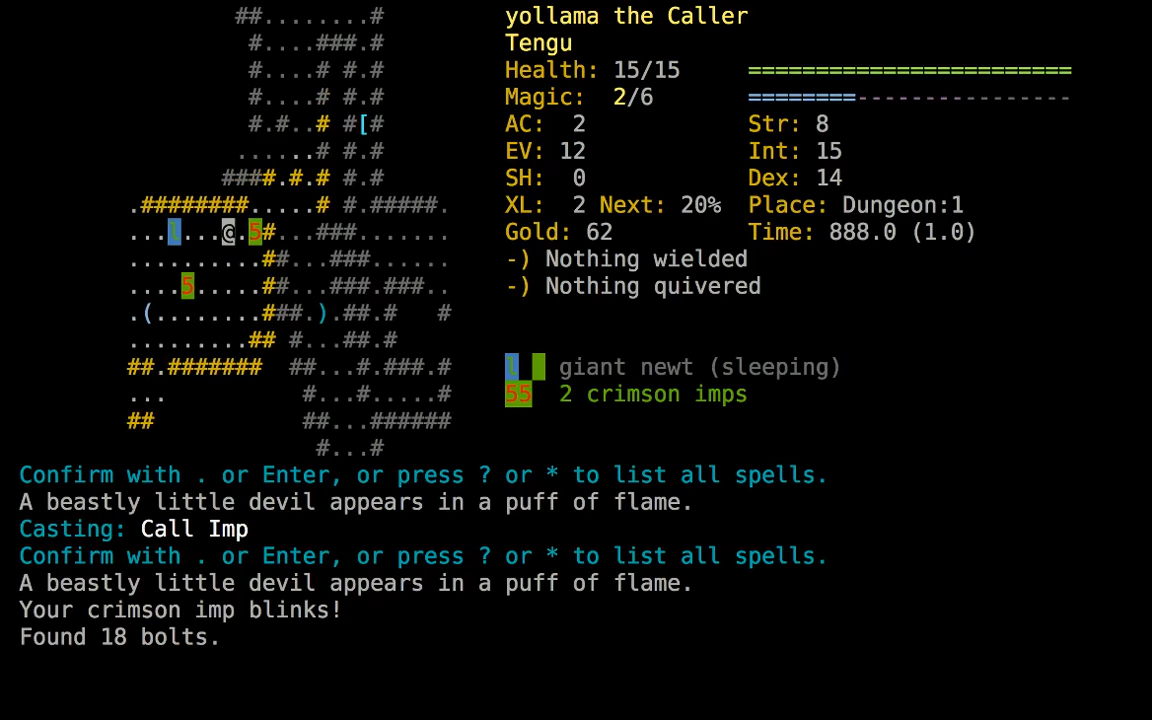 ##........#  yollama the Caller
#....###.#  Tengu
#....# #.#  Health: 15/15  ========================
#....# #.#  Magic:  2/6  ========----------------
#.#..# #[#  AC:  2  Str: 8
......# #.#  EV: 12  Int: 15
####.#.# #.#  SH:  0  Dex: 14
.########.....# #.#####.  XL:  2 Next: 20%  Place: Dungeon:1
...l...@.5#...###......  Gold: 62  Time: 888.0 (1.0)
..........##...###......  -) Nothing wielded
....5.....##...###.###..  -) Nothing quivered
.(........###.).##.#   #
.........## #...##.#  l  giant newt (sleeping)
##.#######  ##...#.###.#  55  2 crimson imps
...  #...#.....#
##  ##...######
#...#
Confirm with . or Enter, or press ? or * to list all spells.
A beastly little devil appears in a puff of flame.
Casting: Call Imp
Confirm with . or Enter, or press ? or * to list all spells.
A beastly little devil appears in a puff of flame.
Your crimson imp blinks!
Found 18 bolts.